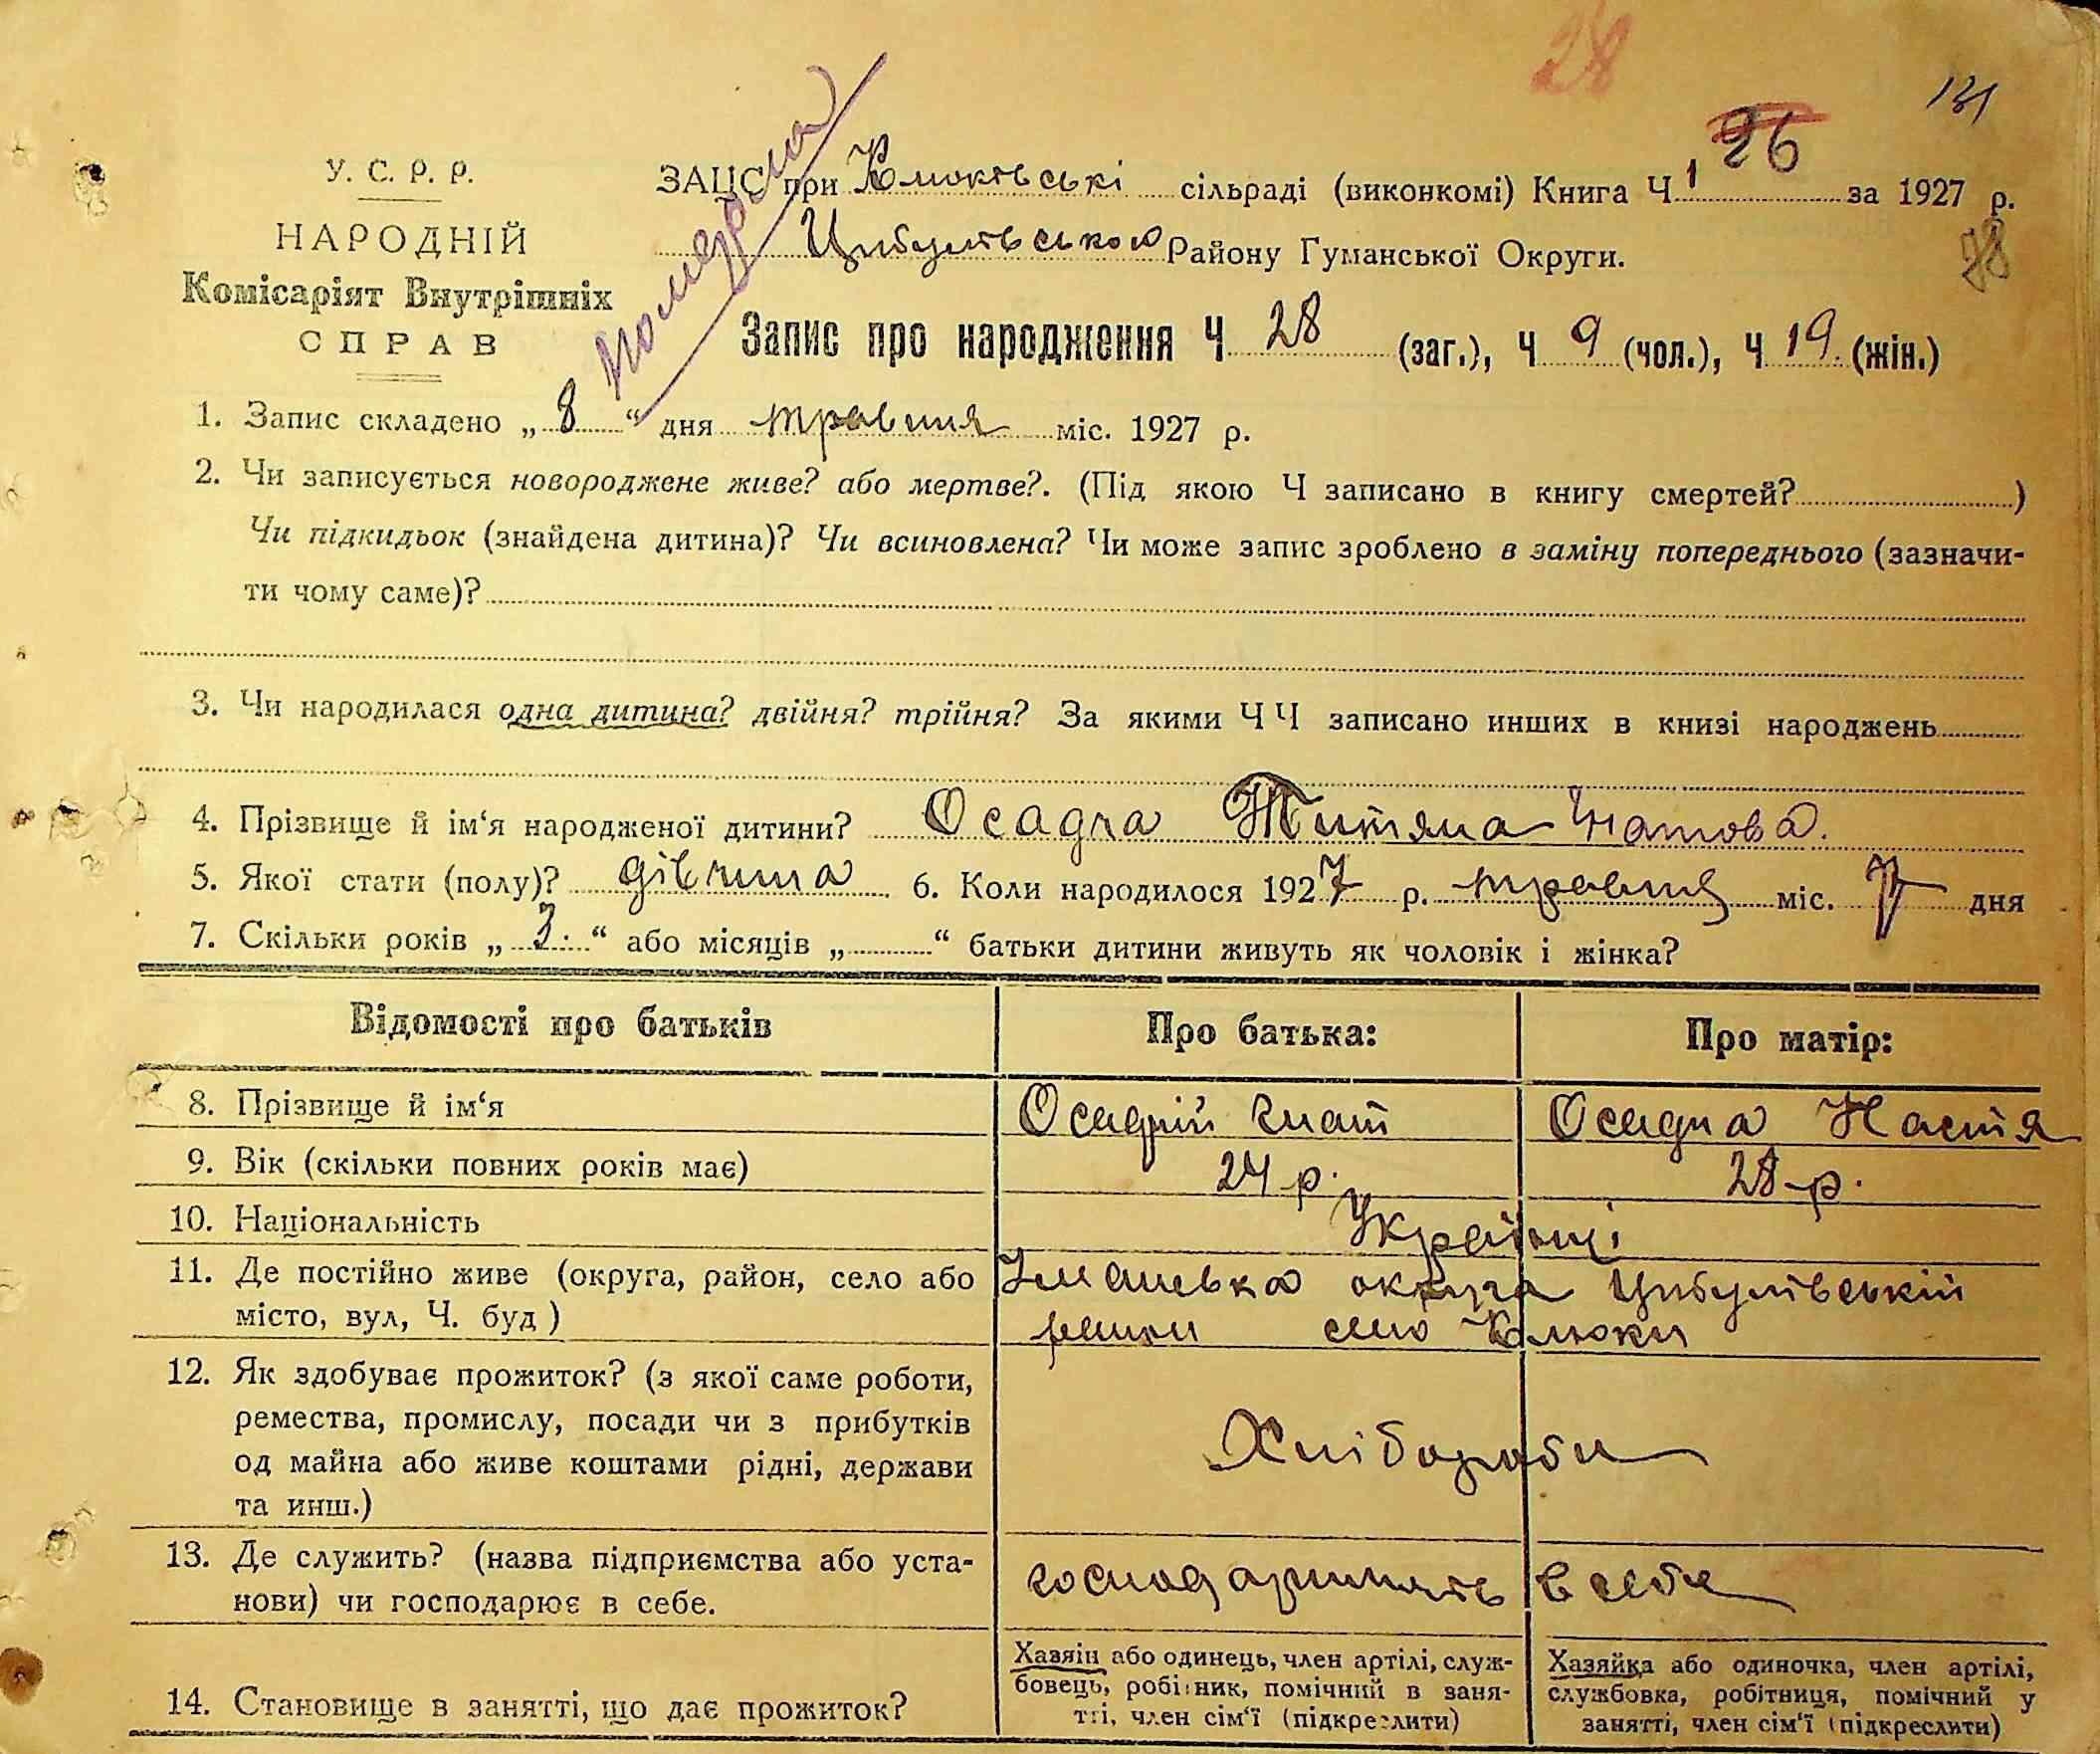 28
131
У. С. Р. Р.
НАРОДНІЙ
Комісаріят Внутрішніх
СПРАВ
померла
ЗАЦС при Клюківські сільраді (виконкомі) Книга Ч. 1 26 за 1927 р.
Цибулівського Району Гуманської Округи.
28
Запис про народження Ч 28 (заг.), Ч 9 (чол.), Ч 19. (жін.)
1. Запис складено „ 8 “ дня травня міс. 1927 р.
2. Чи записується новороджене живе? або мертве?. (Під якою Ч записано в книгу смертей? )
Чи підкидьок (знайдена дитина)? Чи всиновлена? Чи може запис зроблено в заміну попереднього (зазначи-
ти чому саме)?
3. Чи народилася одна дитина? двійня? трійня? За якими Ч Ч записано инших в книзі народжень
4. Прізвище й ім‘я народженої дитини? Осадча Титяна Гнатова.
5. Якої стати (полу)? дівчина 6. Коли народилося 1927 р. травня міс. 7 дня
7. Скільки років „ 3. “ або місяців „ “ батьки дитини живуть як чоловік і жінка?
Відомості про батьків Про батька: Про матір:
8. Прізвище й ім‘я Осадчій Гнат Осадча Настя
9. Вік (скільки повних років має) 24 р. 28 р.
10. Національність Українці
11. Де постійно живе (округа, район, село або Уманська округа Цибулівський
місто, вул, Ч. буд ) район село Клюки
12. Як здобуває прожиток? (з якої саме роботи,
ремества, промислу, посади чи з прибутків
од майна або живе коштами рідні, держави
та инш.)
Хлібороби
13. Де служить? (назва підприємства або уста-
нови) чи господарює в себе.
господарюють в себе
14. Становище в занятті, що дає прожиток?
Хазяїн або одинець, член артілі, служ-
бовець, робітник, помічний в заня-
тті, член сім‘ї (підкреслити)
Хазяйка або одиночка, член артілі,
службовка, робітниця, помічний у
занятті, член сім‘ї (підкреслити)